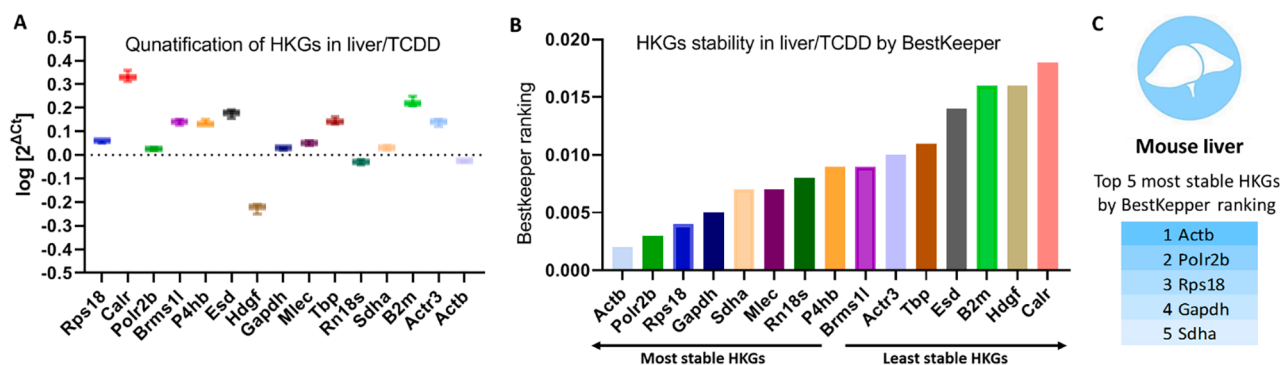 A
Qunatification of HKGs in liver/TCDD
log [2^ΔCt]
0.5
0.4
0.3
0.2
0.1
0.0
-0.1
-0.2
-0.3
-0.4
-0.5
Rps18
Calr
Polr2b
Brms1l
P4hb
Esd
Hdgf
Gapdh
Mlec
Tbp
Rn18s
Sdha
B2m
Actr3
Actb
B
HKGs stability in liver/TCDD by BestKeeper
Bestkeeper ranking
0.020
0.015
0.010
0.005
0.000
Actb
Polr2b
Rps18
Gapdh
Sdha
Mlec
Rn18s
P4hb
Brms1l
Actr3
Tbp
Esd
B2m
Hdgf
Calr
Most stable HKGs
Least stable HKGs
C
Mouse liver
Top 5 most stable HKGs
by BestKepper ranking
1 Actb
2 Polr2b
3 Rps18
4 Gapdh
5 Sdha